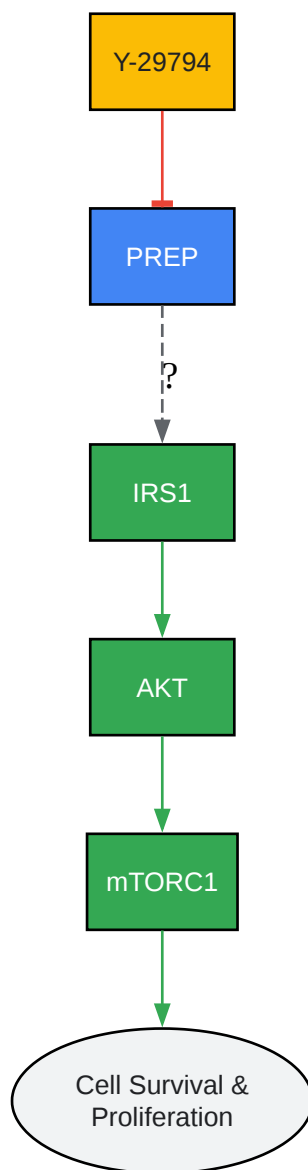 Y-29794
PREP
?
IRS1
AKT
mTORC1
Cell Survival &
Proliferation